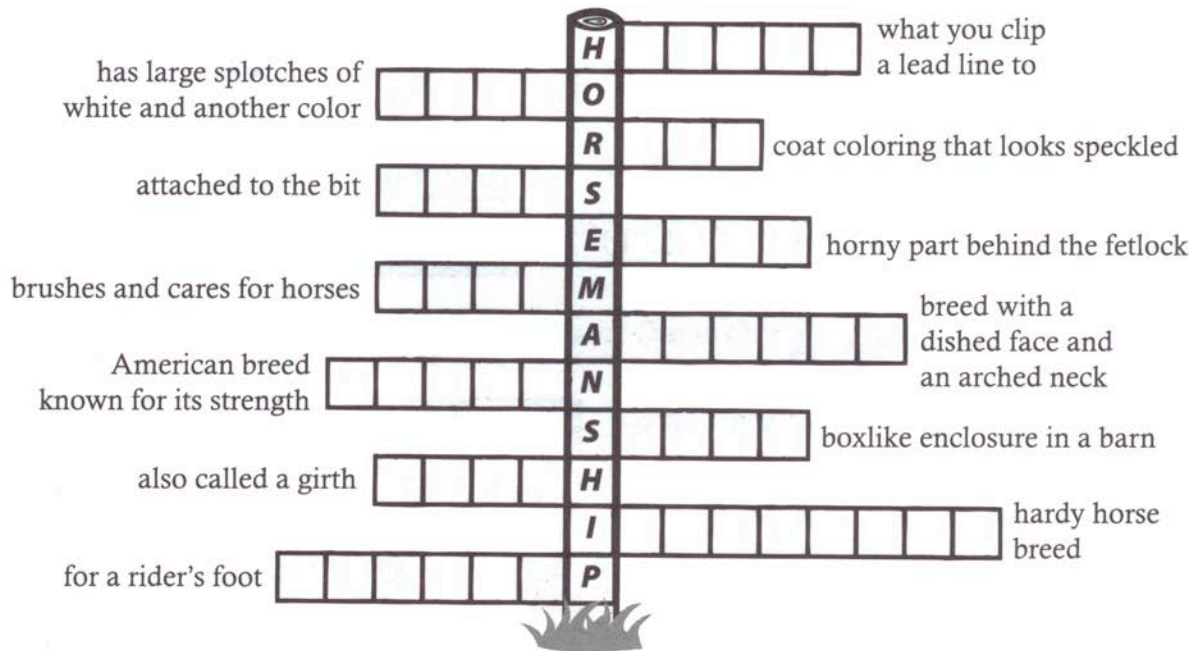 H
what you clip
a lead line to
has large splotches of
white and another color
O
R
coat coloring that looks speckled
attached to the bit
S
E
horny part behind the fetlock
brushes and cares for horses
M
A
breed with a
dished face and
an arched neck
American breed
known for its strength
N
S
boxlike enclosure in a barn
also called a girth
H
I
hardy horse
breed
for a rider's foot
P